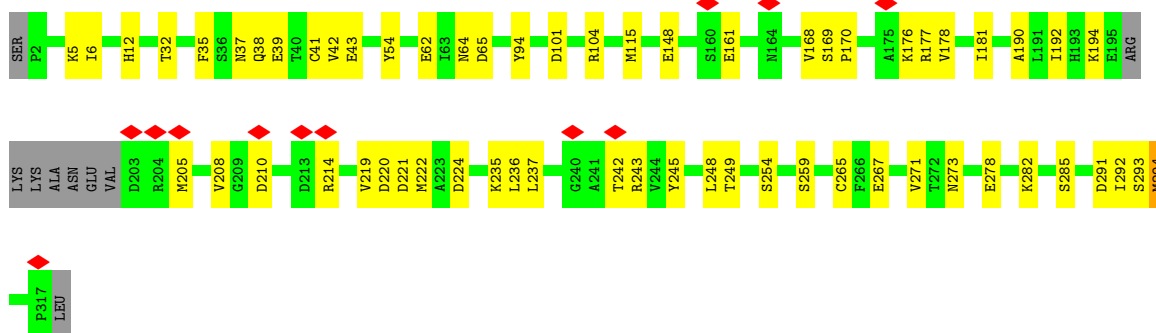 SER P2 K5 I6 H12 T32 F35 S36 N37 Q38 E39 T40 C41 V42 E43 Y54 E62 I63 N64 D65 Y94 D101 R104 M115 E148 S160 E161 N164 V168 S169 P170 A175 K176 R177 V178 I181 A190 L191 I192 H193 K194 E195 ARG
LYS LYS ALA ASN GLU VAL D203 R204 M205 V208 G209 D210 D213 R214 V219 D220 D221 M222 A223 D224 K235 L236 L237 G240 A241 T242 R243 V244 Y245 L248 T249 S254 S259 C265 F266 E267 V271 T272 N273 E278 K282 S285 D291 I292 S293
P317 LEU